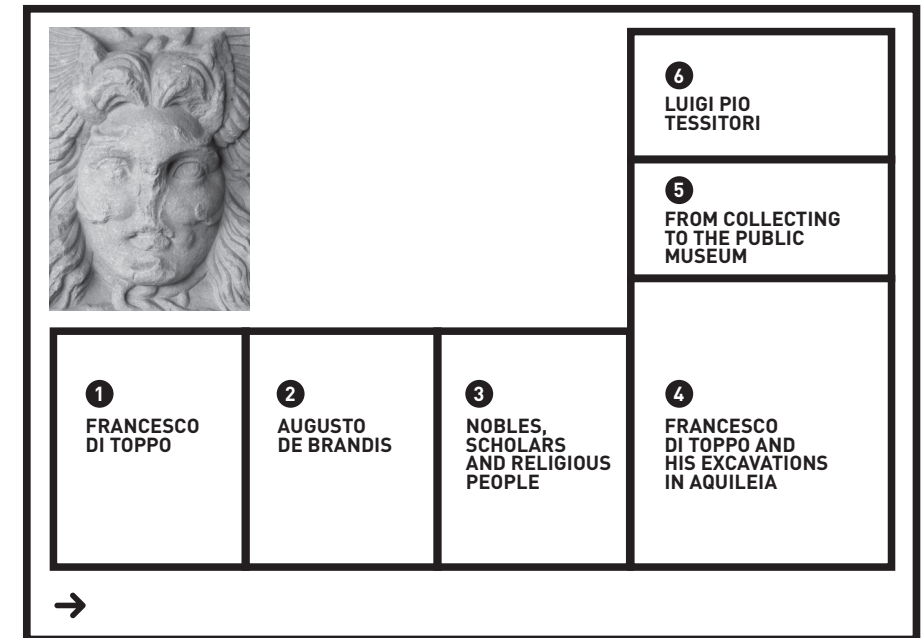 6
LUIGI PIO
TESSITORI
5
FROM COLLECTING
TO THE PUBLIC
MUSEUM
1
FRANCESCO
DI TOPPO
2
AUGUSTO
DE BRANDIS
3
NOBLES,
SCHOLARS
AND RELIGIOUS
PEOPLE
4
FRANCESCO
DI TOPPO AND
HIS EXCAVATIONS
IN AQUILEIA